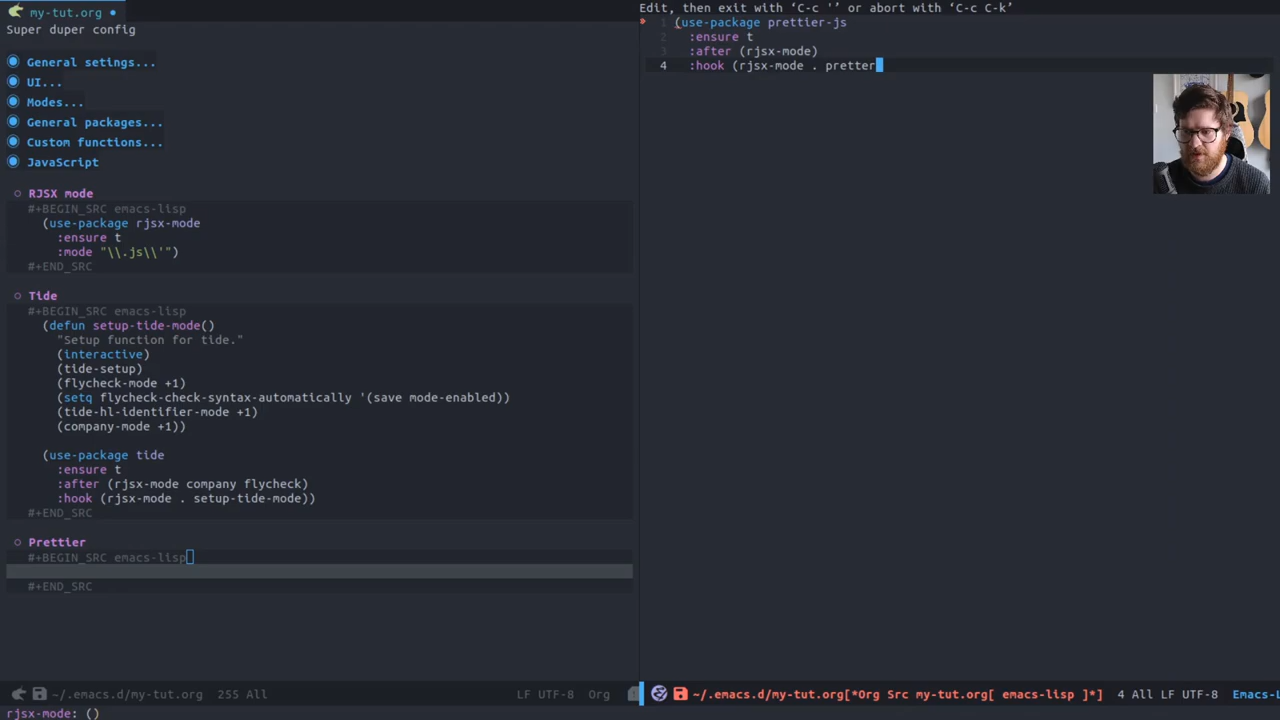 my-tut.org
Super duper config
General setings...
UI...
Modes...
General packages...
Custom functions...
JavaScript
RJSX mode
#+BEGIN_SRC emacs-lisp
(use-package rjsx-mode
:ensure t
:mode "\\.js\\'")
#+END_SRC
Tide
#+BEGIN_SRC emacs-lisp
(defun setup-tide-mode()
"Setup function for tide."
(interactive)
(tide-setup)
(flycheck-mode +1)
(setq flycheck-check-syntax-automatically '(save mode-enabled))
(tide-hl-identifier-mode +1)
(company-mode +1))
(use-package tide
:ensure t
:after (rjsx-mode company flycheck)
:hook (rjsx-mode . setup-tide-mode))
#+END_SRC
Prettier
#+BEGIN_SRC emacs-lisp
#+END_SRC
~/.emacs.d/my-tut.org 255 All LF UTF-8 Org
rjsx-mode: ()
Edit, then exit with ‘C-c '’ or abort with ‘C-c C-k’
1 (use-package prettier-js
2 :ensure t
3 :after (rjsx-mode)
4 :hook (rjsx-mode . pretter
~/.emacs.d/my-tut.org[*Org Src my-tut.org[ emacs-lisp ]*] 4 All LF UTF-8 Emacs-L